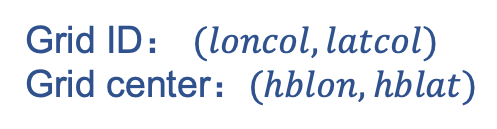 Grid ID： (loncol, latcol)
Grid center：(hblon, hblat)